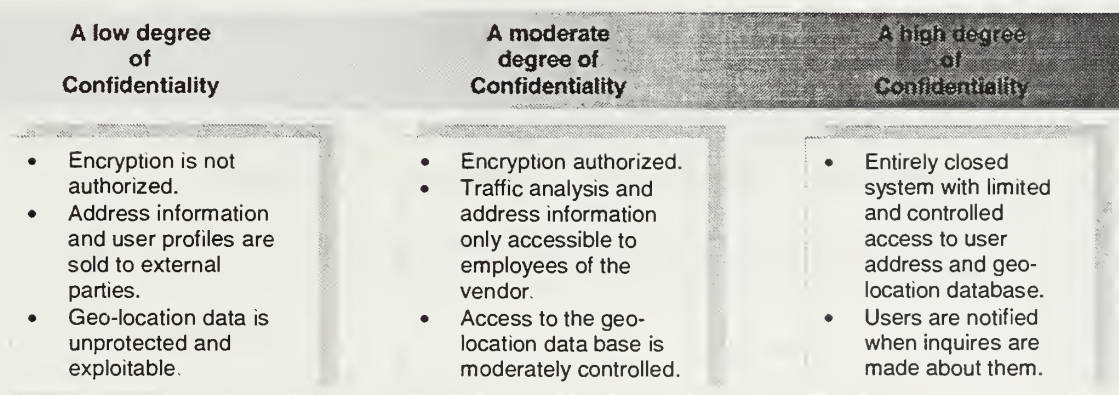 A low degree
of
Confidentiality
A moderate
degree of
Confidentiality
A high degree
of
Confidentiality
• Encryption is not
authorized.
• Address information
and user profiles are
sold to external
parties.
• Geo-location data is
unprotected and
exploitable.
• Encryption authorized.
• Traffic analysis and
address information
only accessible to
employees of the
vendor.
• Access to the geo-
location data base is
moderately controlled.
• Entirely closed
system with limited
and controlled
access to user
address and geo-
location database.
• Users are notified
when inquires are
made about them.